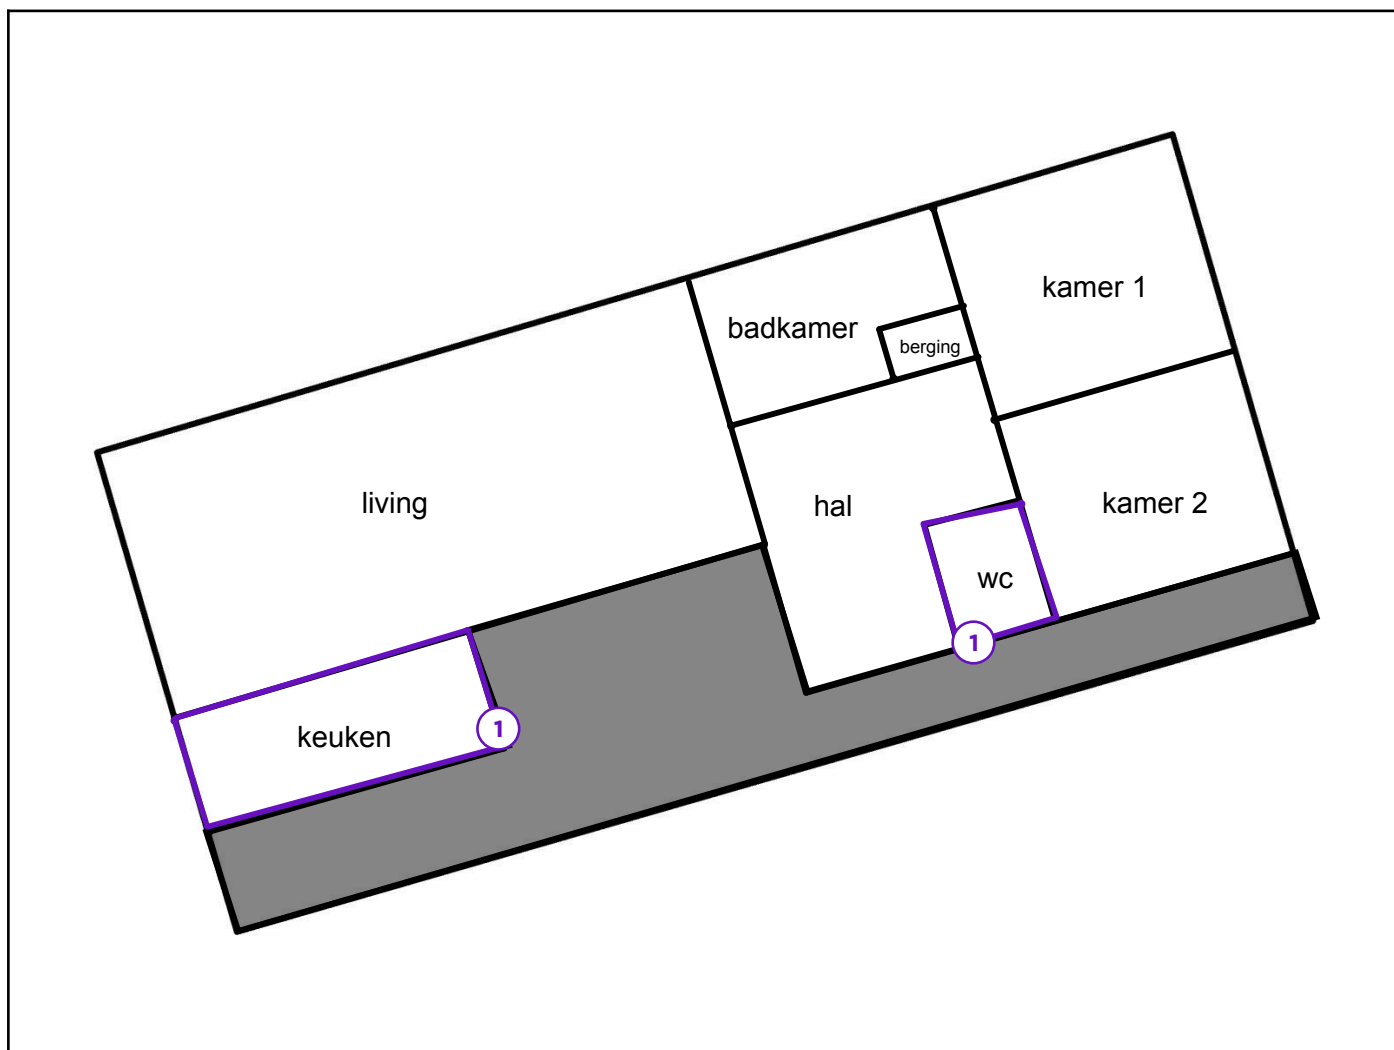 kamer 1
badkamer
berging
living
hal
kamer 2
wc
1
keuken
1